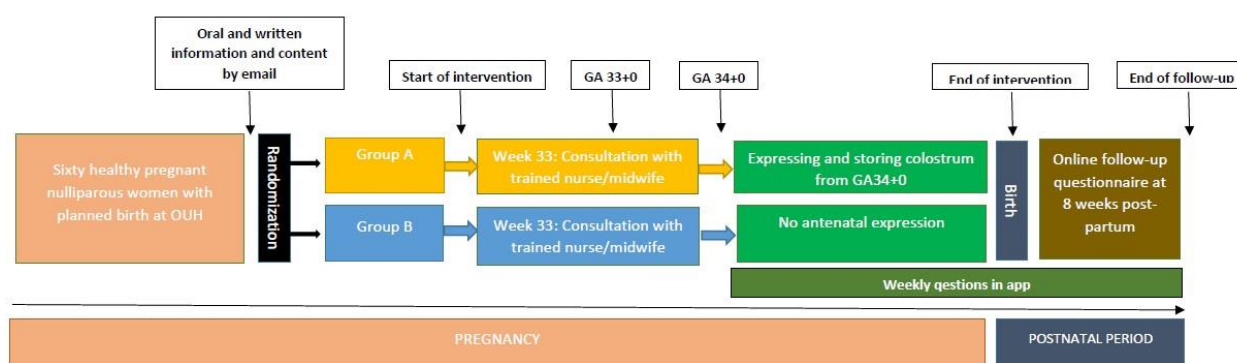 Oral and written
information and content
by email
Start of intervention
GA 33+0
GA 34+0
End of intervention
End of follow-up
Sixty healthy pregnant
nulliparous women with
planned birth at OUH
Randomization
Group A
Week 33: Consultation with
trained nurse/midwife
Expressing and storing colostrum
from GA34+0
Group B
Week 33: Consultation with
trained nurse/midwife
No antenatal expression
Birth
Online follow-up
questionnaire at
8 weeks post-
partum
Weekly qestions in app
PREGNANCY
POSTNATAL PERIOD